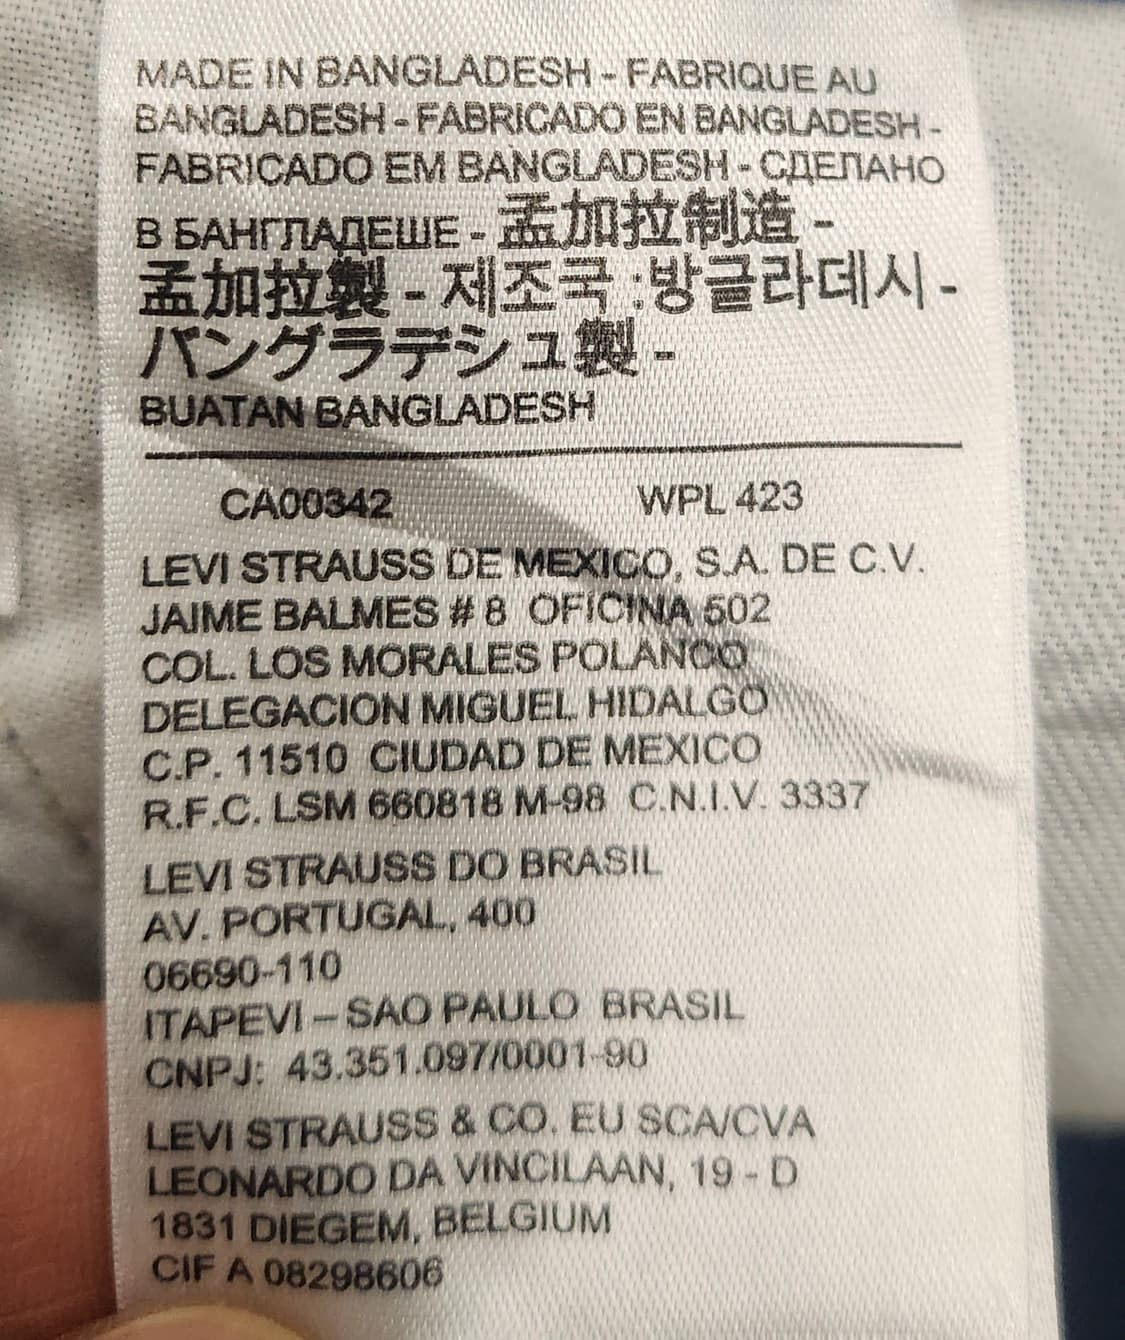 MADE IN BANGLADESH - FABRIQUE AU
BANGLADESH - FABRICADO EN BANGLADESH -
FABRICADO EM BANGLADESH - СДЕЛАНО
В БАНГЛАДЕШЕ - 孟加拉制造 -
孟加拉製 - 제조국 :방글라데시 -
バングラデシュ製 -
BUATAN BANGLADESH
CA00342 WPL 423
LEVI STRAUSS DE MEXICO, S.A. DE C.V.
JAIME BALMES # 8 OFICINA 502
COL. LOS MORALES POLANCO
DELEGACION MIGUEL HIDALGO
C.P. 11510 CIUDAD DE MEXICO
R.F.C. LSM 660818 M-98 C.N.I.V. 3337
LEVI STRAUSS DO BRASIL
AV. PORTUGAL, 400
06690-110
ITAPEVI – SAO PAULO BRASIL
CNPJ: 43.351.097/0001-90
LEVI STRAUSS & CO. EU SCA/CVA
LEONARDO DA VINCILAAN, 19 - D
1831 DIEGEM, BELGIUM
CIF A 08298606